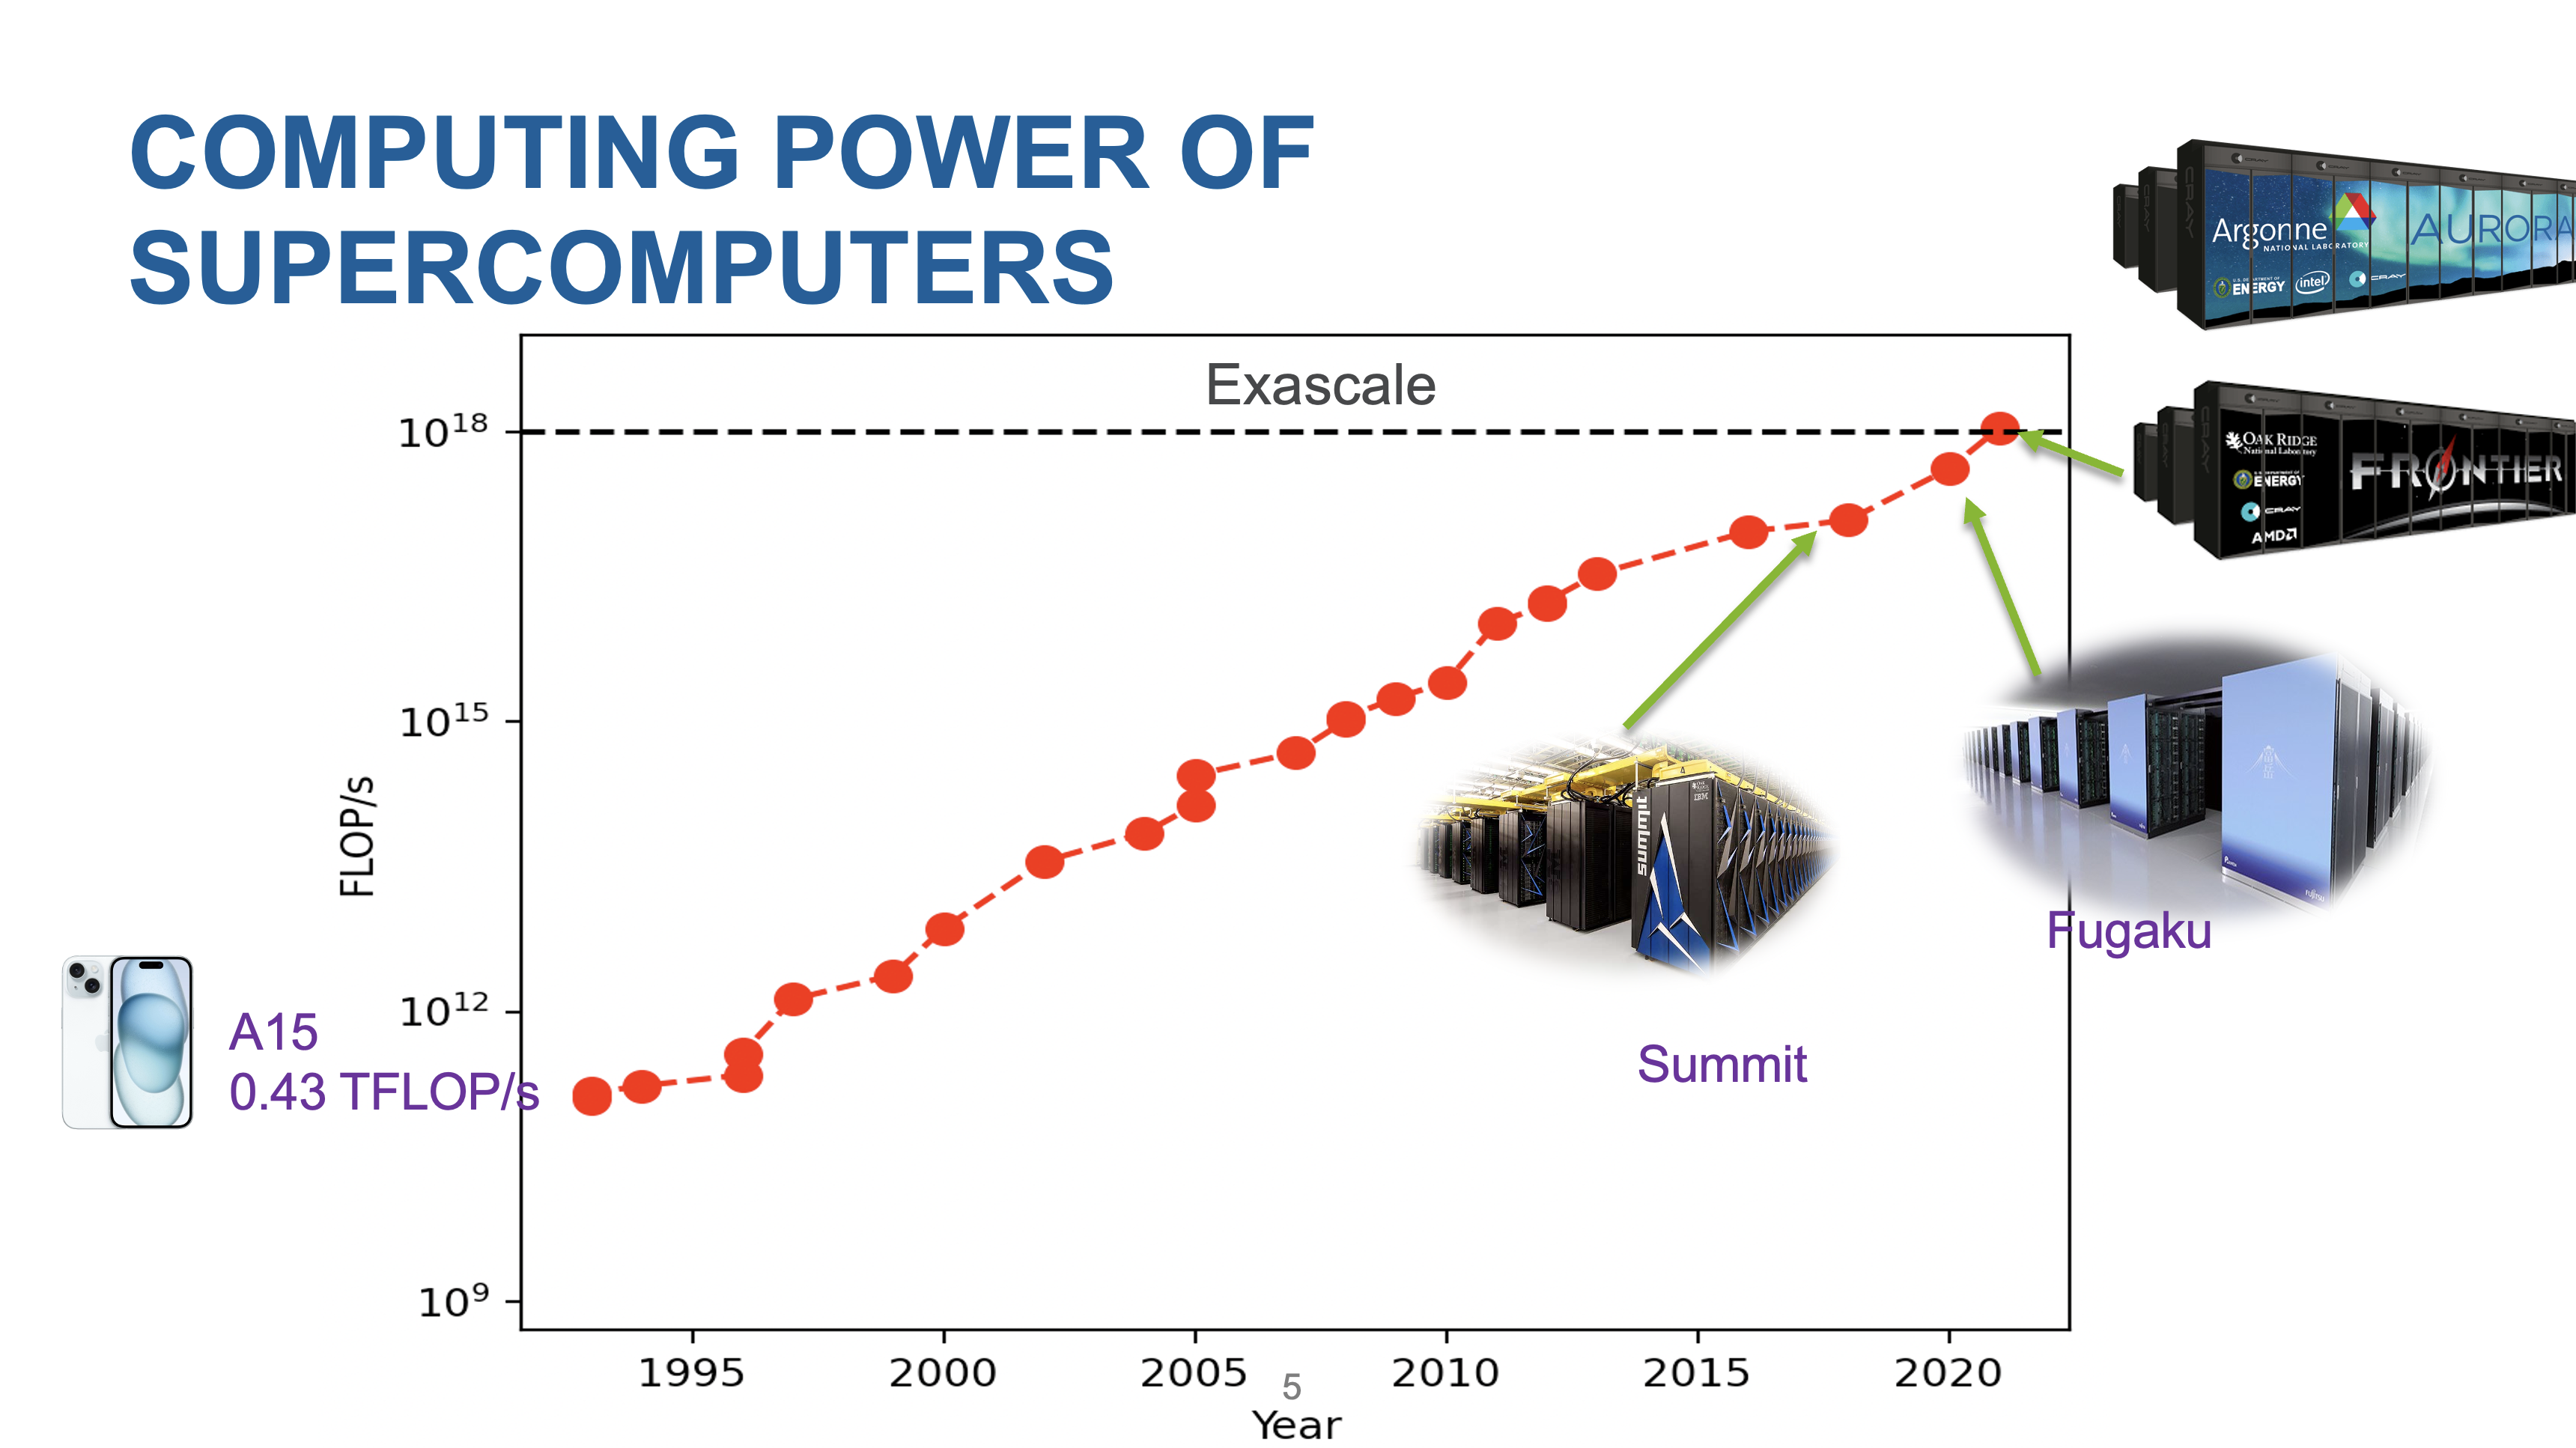 COMPUTING POWER OF
SUPERCOMPUTERS
Argonne
NATIONAL LABORATORY
AURORA
U.S. DEPARTMENT OF
ENERGY
intel
CRAY
Exascale
10^18
OAK RIDGE
National Laboratory
FRONTIER
ENERGY
CRAY
AMD
10^15
FLOP/s
summit
IBM
FUJITSU
Fugaku
10^12
A15
0.43 TFLOP/s
Summit
10^9
1995 2000 2005 2010 2015 2020
5
Year